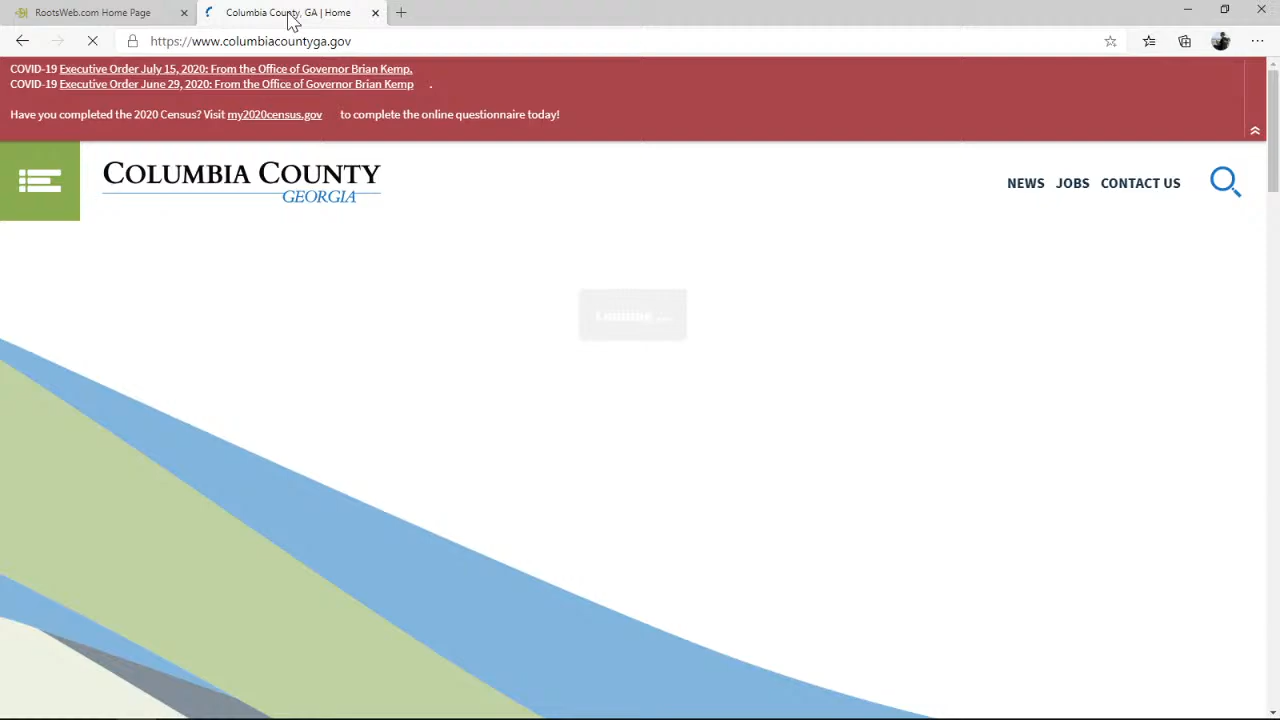 RootsWeb.com Home Page
Columbia County, GA | Home
https://www.columbiacountyga.gov
COVID-19 Executive Order July 15, 2020: From the Office of Governor Brian Kemp.
COVID-19 Executive Order June 29, 2020: From the Office of Governor Brian Kemp .
Have you completed the 2020 Census? Visit my2020census.gov to complete the online questionnaire today!
COLUMBIA COUNTY
GEORGIA
NEWS JOBS CONTACT US